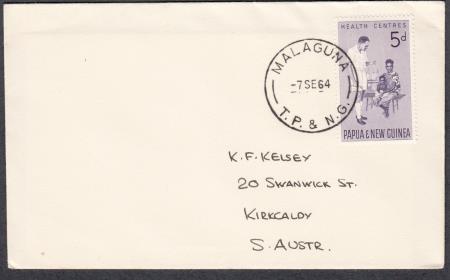 HEALTH CENTRES
5d
PAPUA & NEW GUINEA
MALAGUNA
-7SE64
T.P. & N.G.
K.F. KELSEY
20 SWANWICK ST.
KIRKCALDY
S. AUSTR.